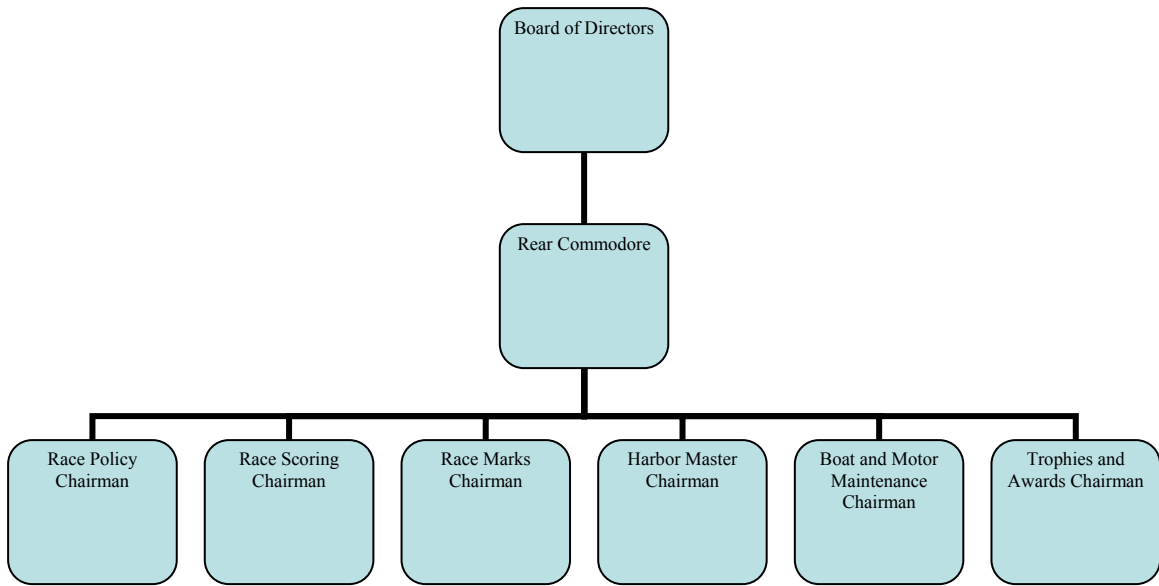 Board of Directors
Rear Commodore
Race Policy
Chairman
Race Scoring
Chairman
Race Marks
Chairman
Harbor Master
Chairman
Boat and Motor
Maintenance
Chairman
Trophies and
Awards Chairman